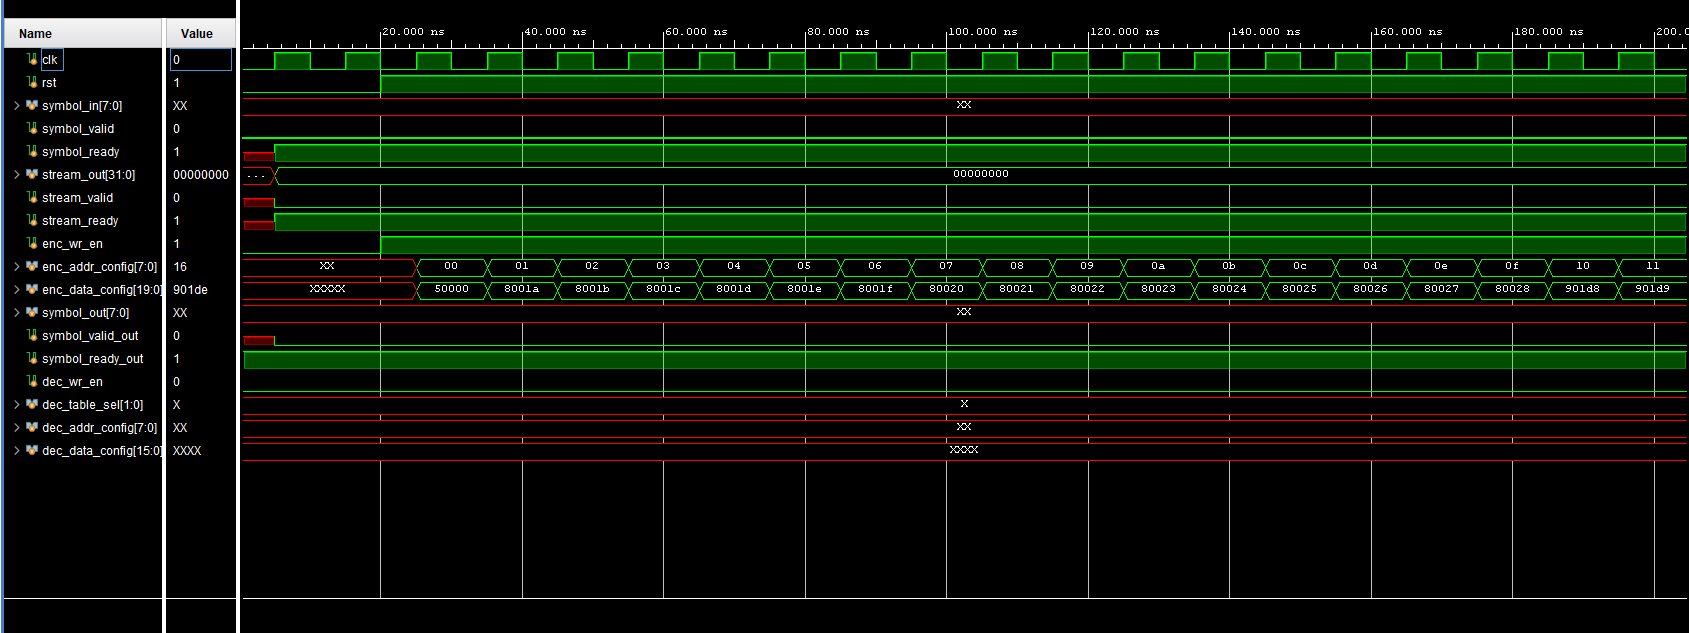 Name Value 20.000 ns 40.000 ns 60.000 ns 80.000 ns 100.000 ns 120.000 ns 140.000 ns 160.000 ns 180.000 ns 200.
clk 0
rst 1
symbol_in[7:0] XX XX
symbol_valid 0
symbol_ready 1
stream_out[31:0] 00000000 ... 00000000
stream_valid 0
stream_ready 1
enc_wr_en 1
enc_addr_config[7:0] 16 XX 00 01 02 03 04 05 06 07 08 09 0a 0b 0c 0d 0e 0f 10 11
enc_data_config[19:0] 901de XXXXX 50000 8001a 8001b 8001c 8001d 8001e 8001f 80020 80021 80022 80023 80024 80025 80026 80027 80028 901d8 901d9
symbol_out[7:0] XX XX
symbol_valid_out 0
symbol_ready_out 1
dec_wr_en 0
dec_table_sel[1:0] X X
dec_addr_config[7:0] XX XX
dec_data_config[15:0] XXXX XXXX